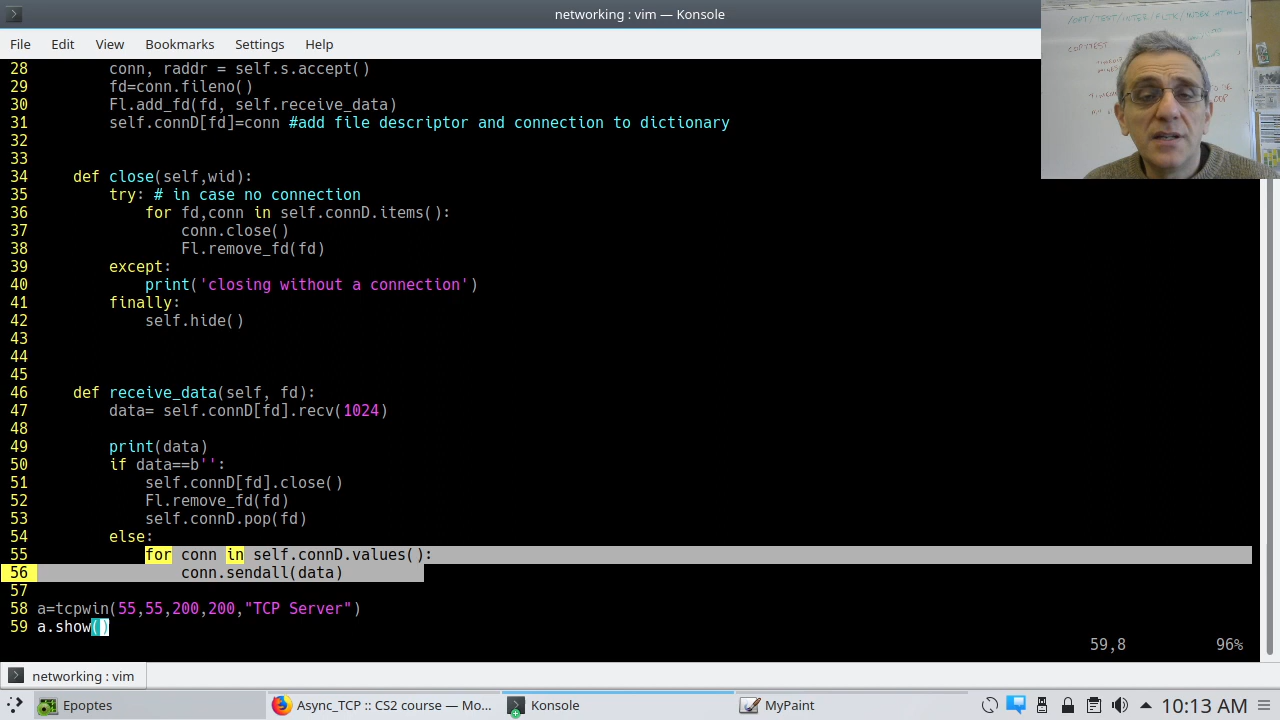 networking : vim — Konsole
File Edit View Bookmarks Settings Help
28 conn, raddr = self.s.accept()
29 fd=conn.fileno()
30 Fl.add_fd(fd, self.receive_data)
31 self.connD[fd]=conn #add file descriptor and connection to dictionary
32
33
34 def close(self,wid):
35 try: # in case no connection
36 for fd,conn in self.connD.items():
37 conn.close()
38 Fl.remove_fd(fd)
39 except:
40 print('closing without a connection')
41 finally:
42 self.hide()
43
44
45
46 def receive_data(self, fd):
47 data= self.connD[fd].recv(1024)
48
49 print(data)
50 if data==b'':
51 self.connD[fd].close()
52 Fl.remove_fd(fd)
53 self.connD.pop(fd)
54 else:
55 for conn in self.connD.values():
56 conn.sendall(data)
57
58 a=tcpwin(55,55,200,200,"TCP Server")
59 a.show()
59,8 96%
networking : vim
Epoptes Async_TCP :: CS2 course — Mo... Konsole MyPaint 10:13 AM